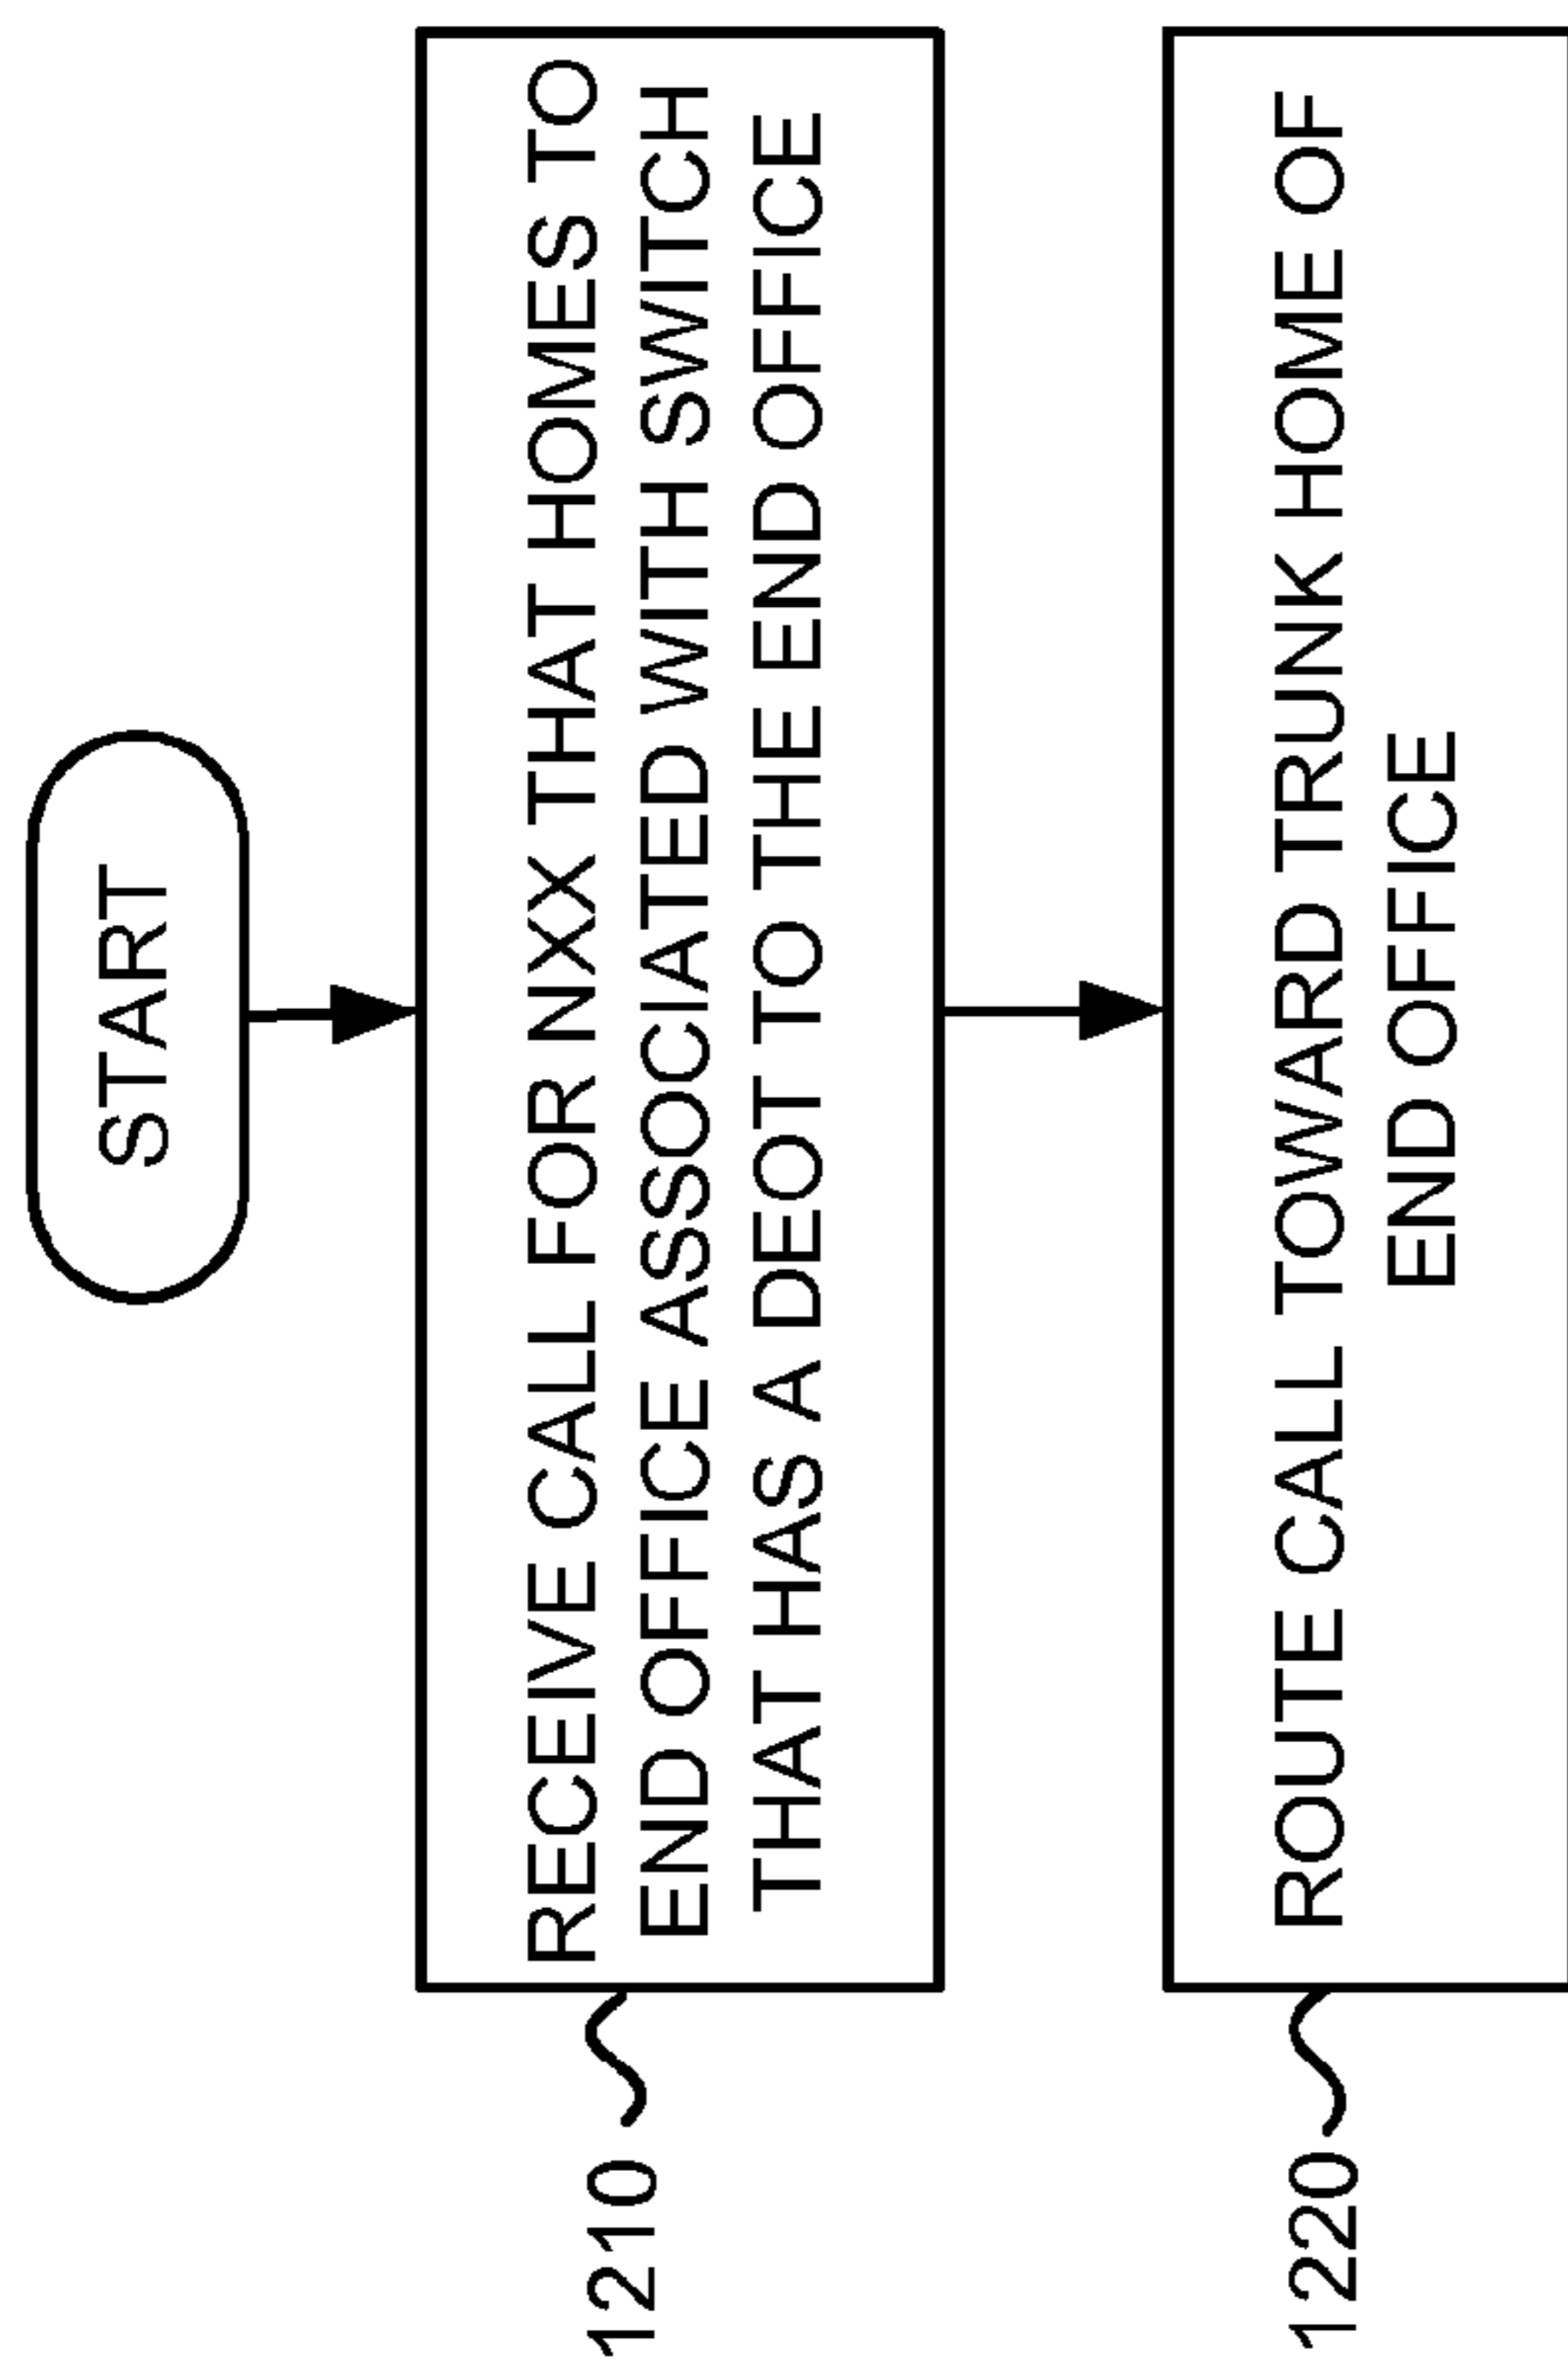 START
RECEIVE CALL FOR NXX THAT HOMES TO
END OFFICE ASSOCIATED WITH SWITCH
THAT HAS A DEOT TO THE END OFFICE
1210
ROUTE CALL TOWARD TRUNK HOME OF
END OFFICE
1220